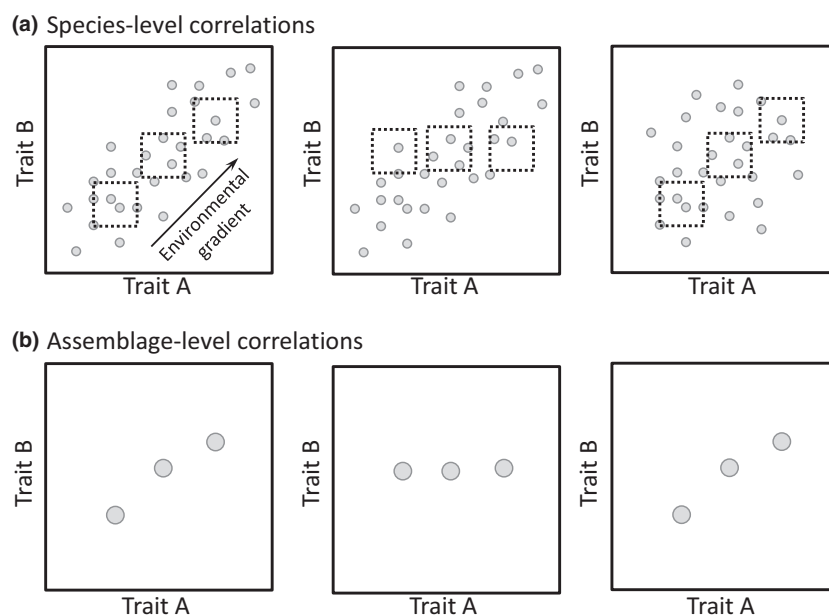 (a) Species-level correlations
Trait B
Environmental
gradient
Trait A
Trait B
Trait A
Trait B
Trait A
(b) Assemblage-level correlations
Trait B
Trait A
Trait B
Trait A
Trait B
Trait A